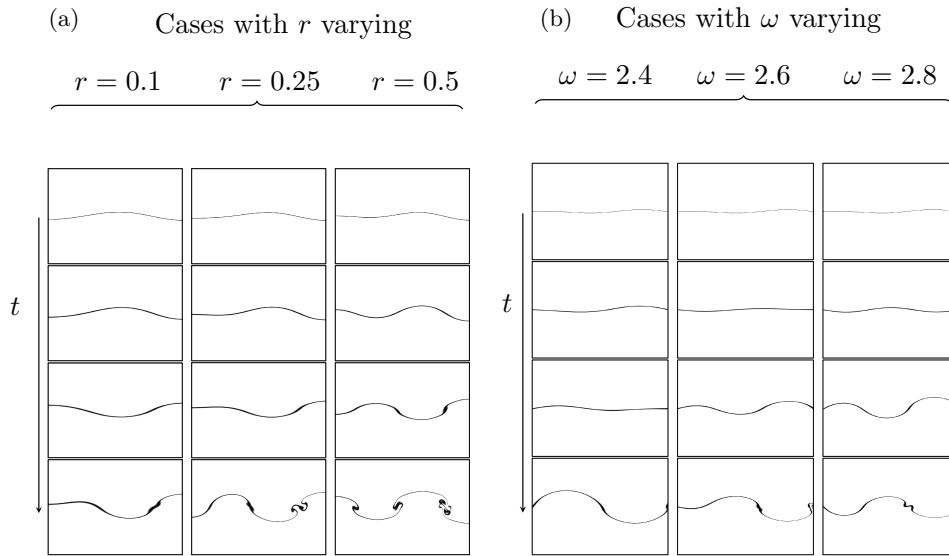 (a)
Cases with r varying
r = 0.1
r = 0.25
r = 0.5
t
(b)
Cases with ω varying
ω = 2.4
ω = 2.6
ω = 2.8
t